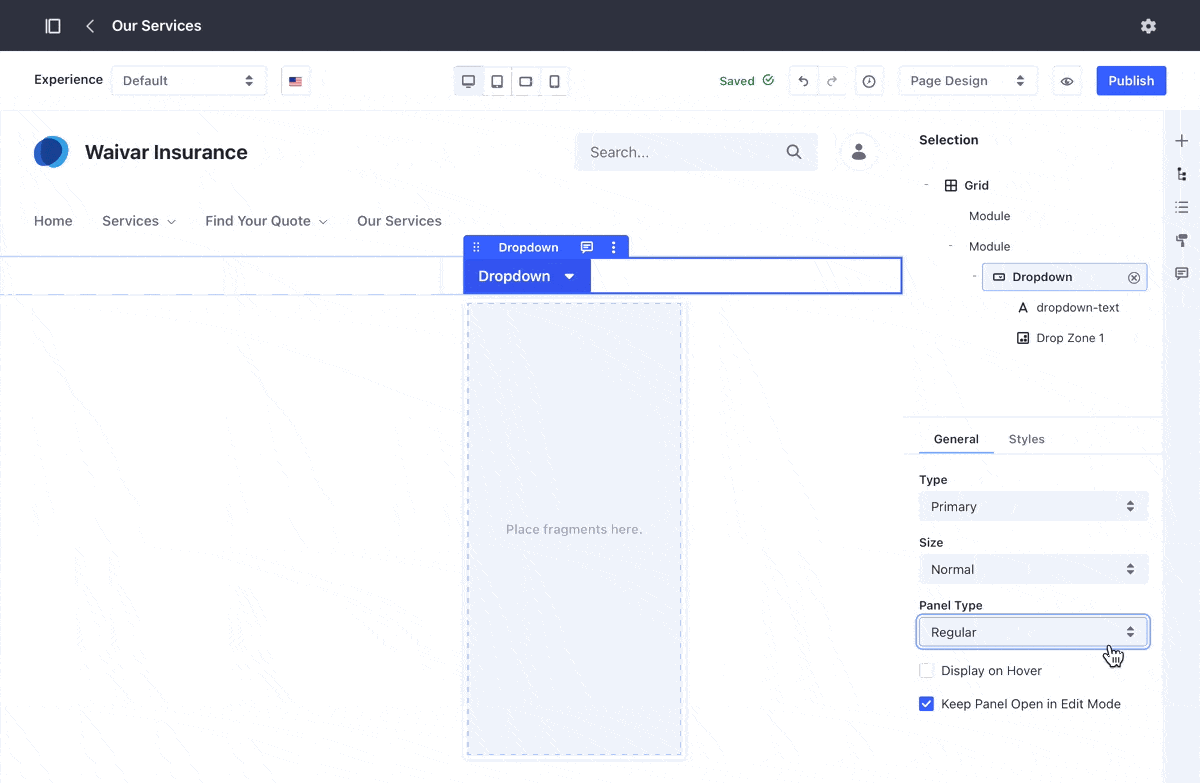 Our Services
Experience
Default
Saved
Page Design
Publish
Waivar Insurance
Search...
Home
Services
Find Your Quote
Our Services
Dropdown
Dropdown
Place fragments here.
Selection
Grid
Module
Module
Dropdown
dropdown-text
Drop Zone 1
General
Styles
Type
Primary
Size
Normal
Panel Type
Regular
Display on Hover
Keep Panel Open in Edit Mode